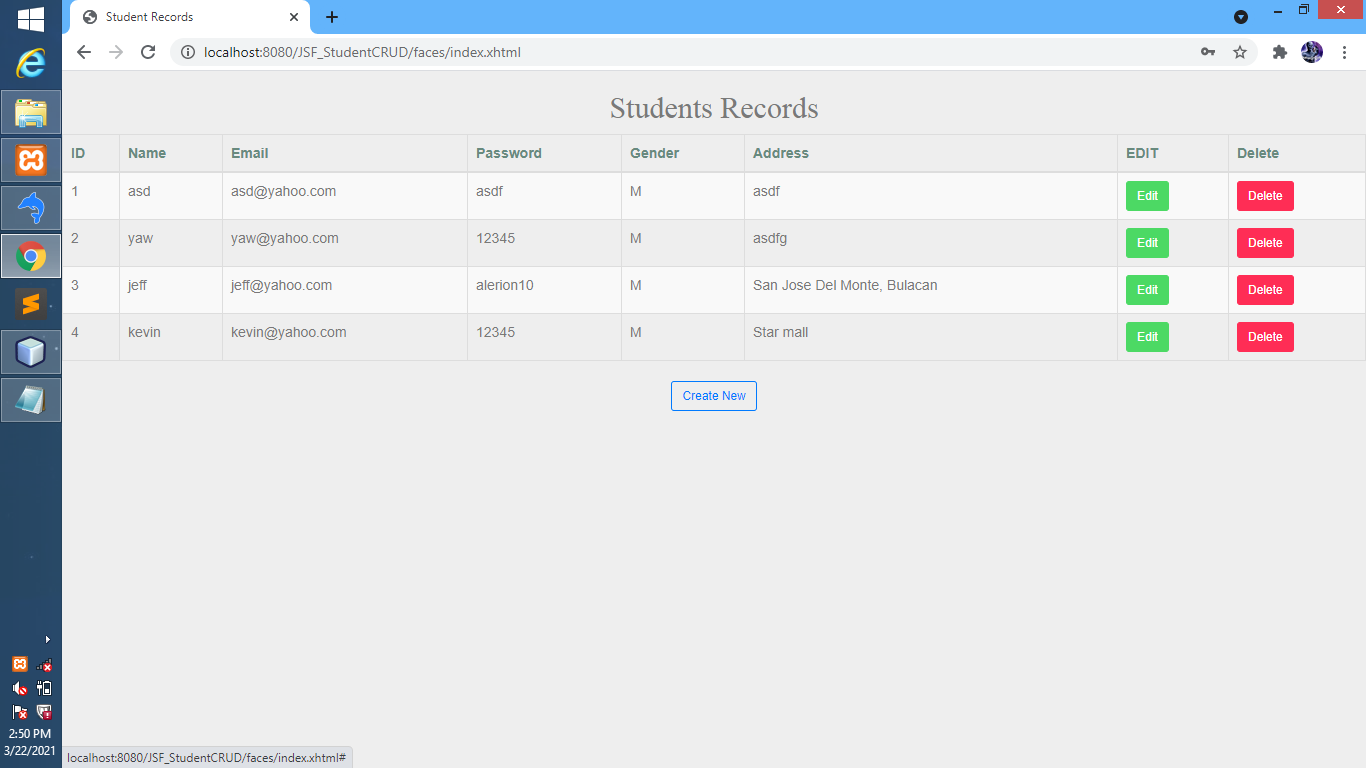 Student Records
localhost:8080/JSF_StudentCRUD/faces/index.xhtml
Students Records
ID Name Email Password Gender Address EDIT Delete
1 asd asd@yahoo.com asdf M asdf Edit Delete
2 yaw yaw@yahoo.com 12345 M asdfg Edit Delete
3 jeff jeff@yahoo.com alerion10 M San Jose Del Monte, Bulacan Edit Delete
4 kevin kevin@yahoo.com 12345 M Star mall Edit Delete
Create New
2:50 PM
3/22/2021
localhost:8080/JSF_StudentCRUD/faces/index.xhtml#